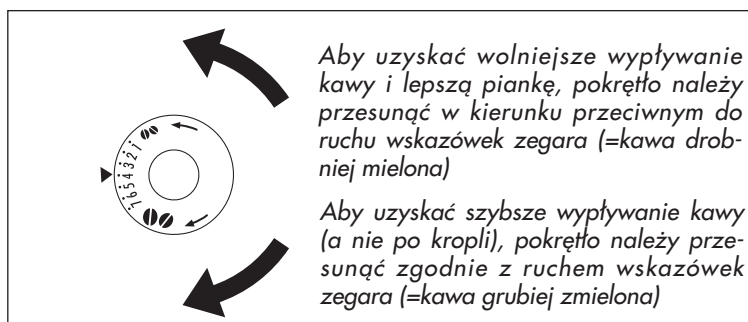 Aby uzyskać wolniejsze wypływanie
kawy i lepszą piankę, pokrętło należy
przesunąć w kierunku przeciwnym do
ruchu wskazówek zegara (=kawa drob-
niej mielona)
Aby uzyskać szybsze wypływanie kawy
(a nie po kropli), pokrętło należy prze-
sunąć zgodnie z ruchem wskazówek
zegara (=kawa grubiej zmielona)
7654321